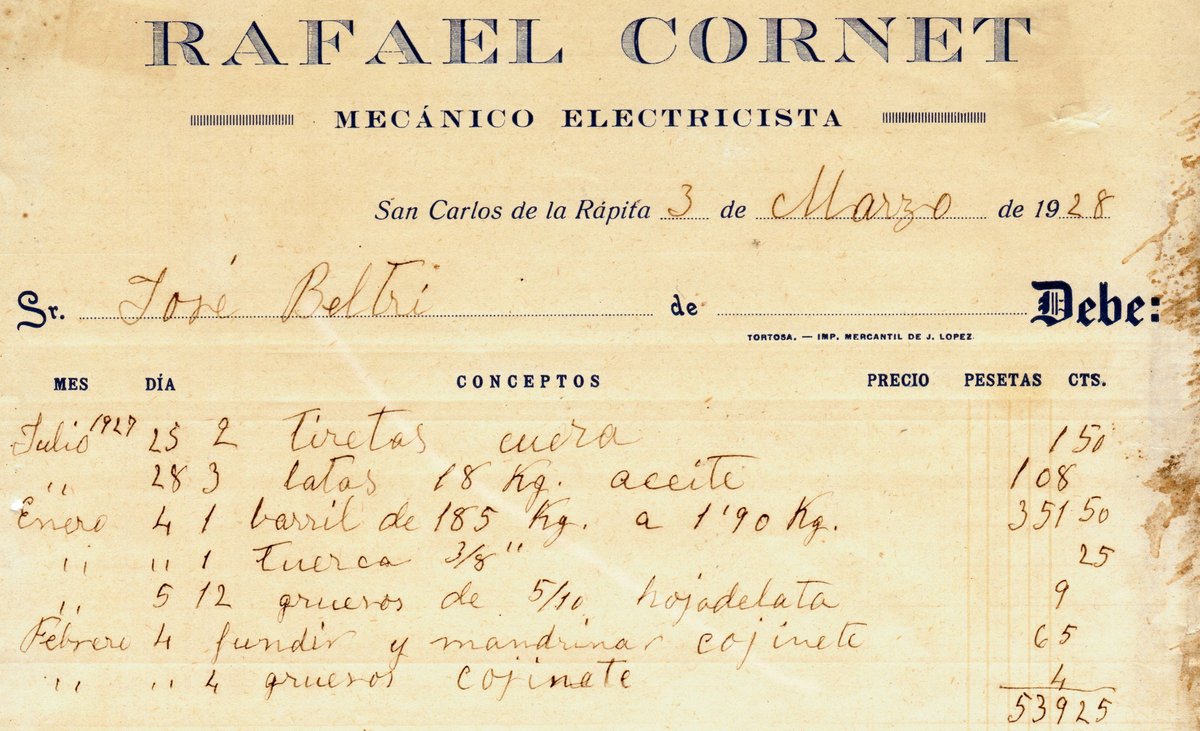 RAFAEL CORNET
MECÁNICO ELECTRICISTA
San Carlos de la Rápita 3 de Marzo de 1928
Sr. José Beltri de Debe:
TORTOSA. — IMP. MERCANTIL DE J. LOPEZ
MES DÍA CONCEPTOS PRECIO PESETAS CTS.
Julio 1927 25 2 tiretas cuera 1 50
" 28 3 latas 18 Kg. aceite 108
Enero 4 1 barril de 185 Kg. a 1'90 Kg. 351 50
" " 1 tuerca 3/8" 25
" 5 12 gruesos de 5/10 hojadelata 9
Febrero 4 fundir y mandrinar cojinete 65
" " 4 gruesos cojinete 4
539 25